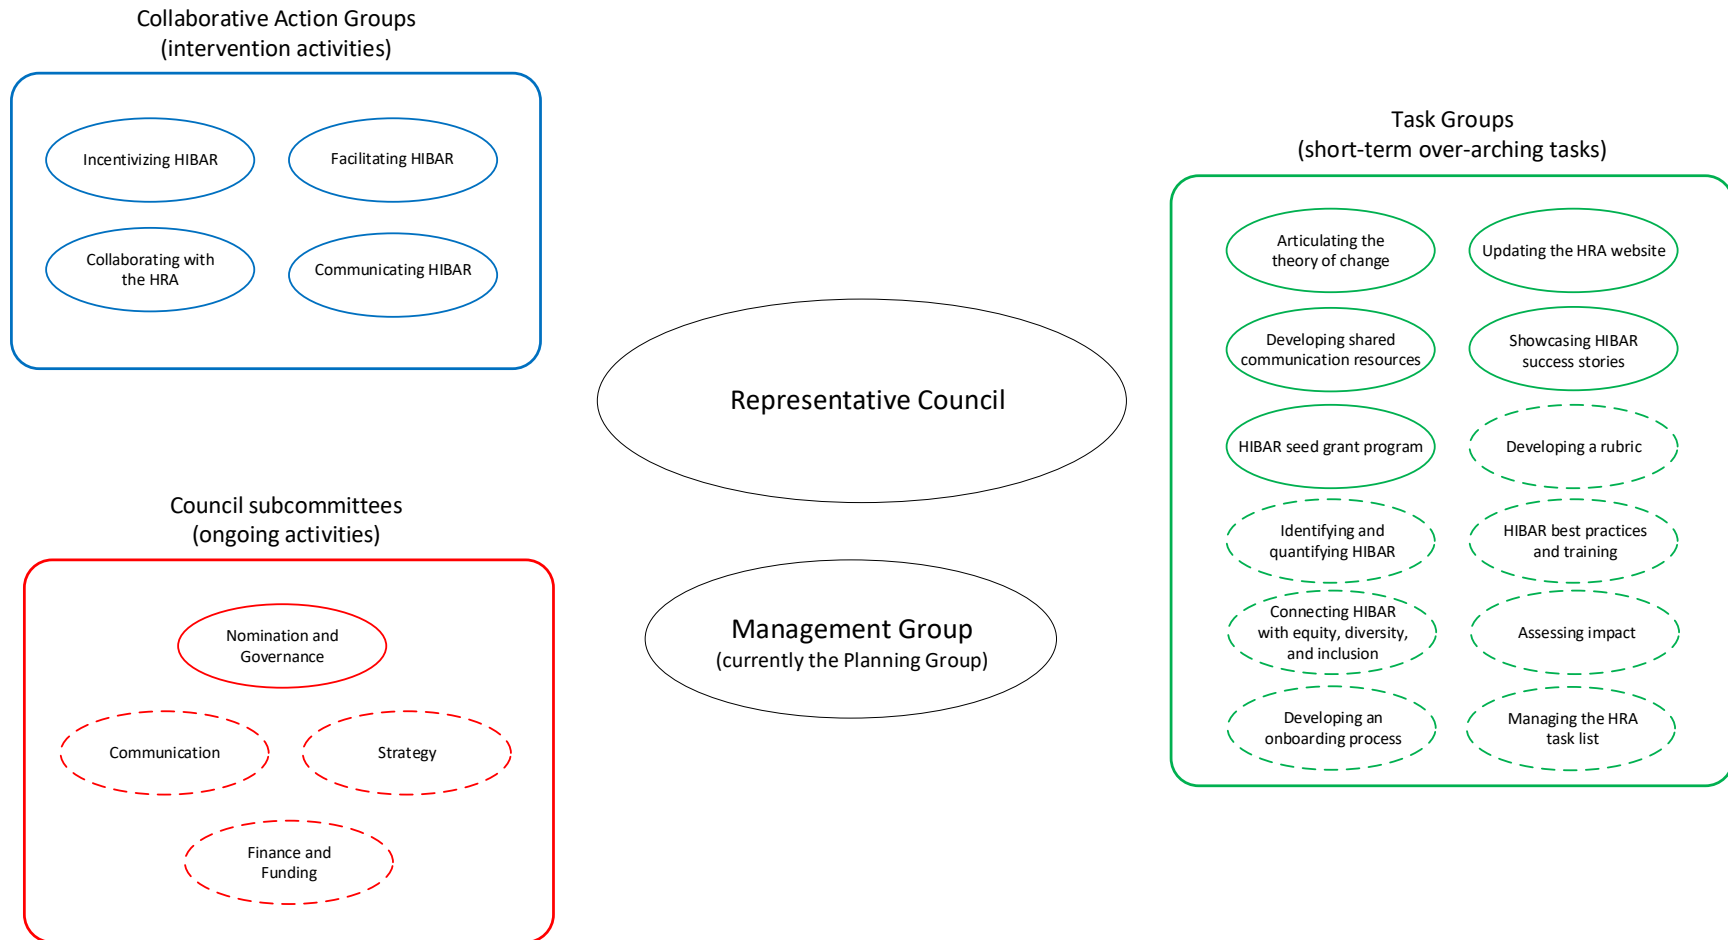 Collaborative Action Groups
(intervention activities)
Incentivizing HIBAR
Facilitating HIBAR
Collaborating with
the HRA
Communicating HIBAR
Council subcommittees
(ongoing activities)
Nomination and
Governance
Communication
Strategy
Finance and
Funding
Representative Council
Management Group
(currently the Planning Group)
Task Groups
(short-term over-arching tasks)
Articulating the
theory of change
Updating the HRA website
Developing shared
communication resources
Showcasing HIBAR
success stories
HIBAR seed grant program
Developing a rubric
Identifying and
quantifying HIBAR
HIBAR best practices
and training
Connecting HIBAR
with equity, diversity,
and inclusion
Assessing impact
Developing an
onboarding process
Managing the HRA
task list